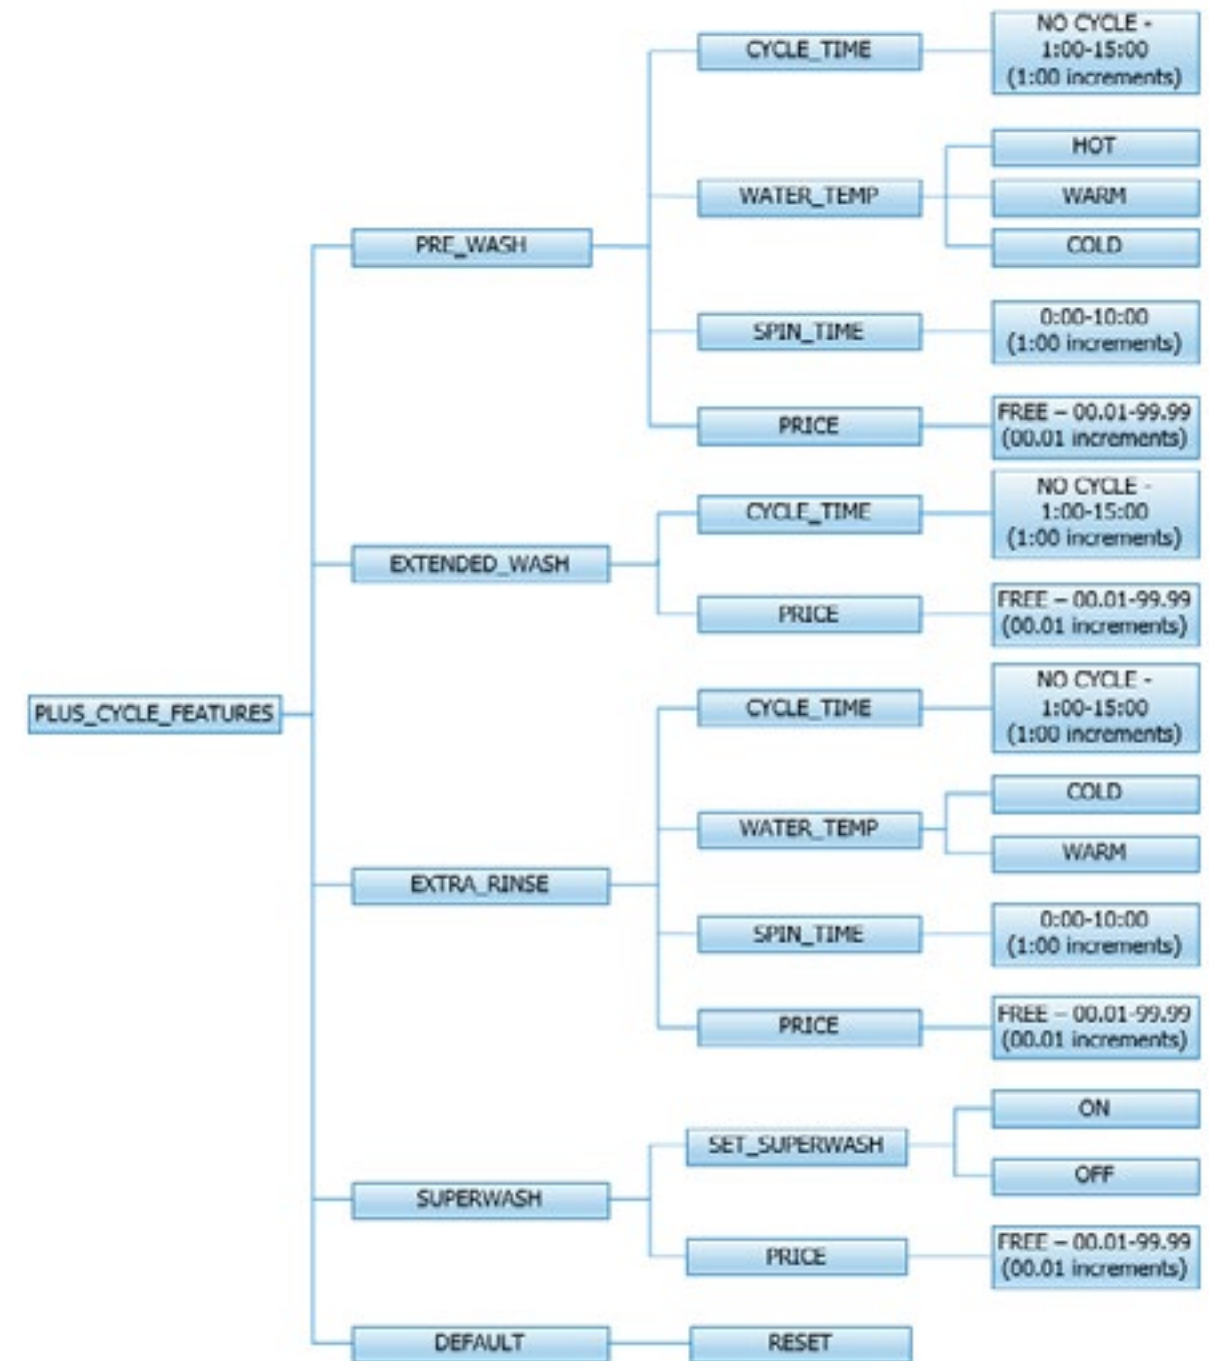 CYCLE_TIME
NO CYCLE -
1:00-15:00
(1:00 increments)
HOT
WATER_TEMP
WARM
PRE_WASH
COLD
SPIN_TIME
0:00-10:00
(1:00 increments)
PRICE
FREE – 00.01-99.99
(00.01 increments)
CYCLE_TIME
NO CYCLE -
1:00-15:00
(1:00 increments)
EXTENDED_WASH
PRICE
FREE – 00.01-99.99
(00.01 increments)
PLUS_CYCLE_FEATURES
CYCLE_TIME
NO CYCLE -
1:00-15:00
(1:00 increments)
COLD
WATER_TEMP
WARM
EXTRA_RINSE
SPIN_TIME
0:00-10:00
(1:00 increments)
PRICE
FREE – 00.01-99.99
(00.01 increments)
ON
SET_SUPERWASH
OFF
SUPERWASH
PRICE
FREE – 00.01-99.99
(00.01 increments)
DEFAULT
RESET